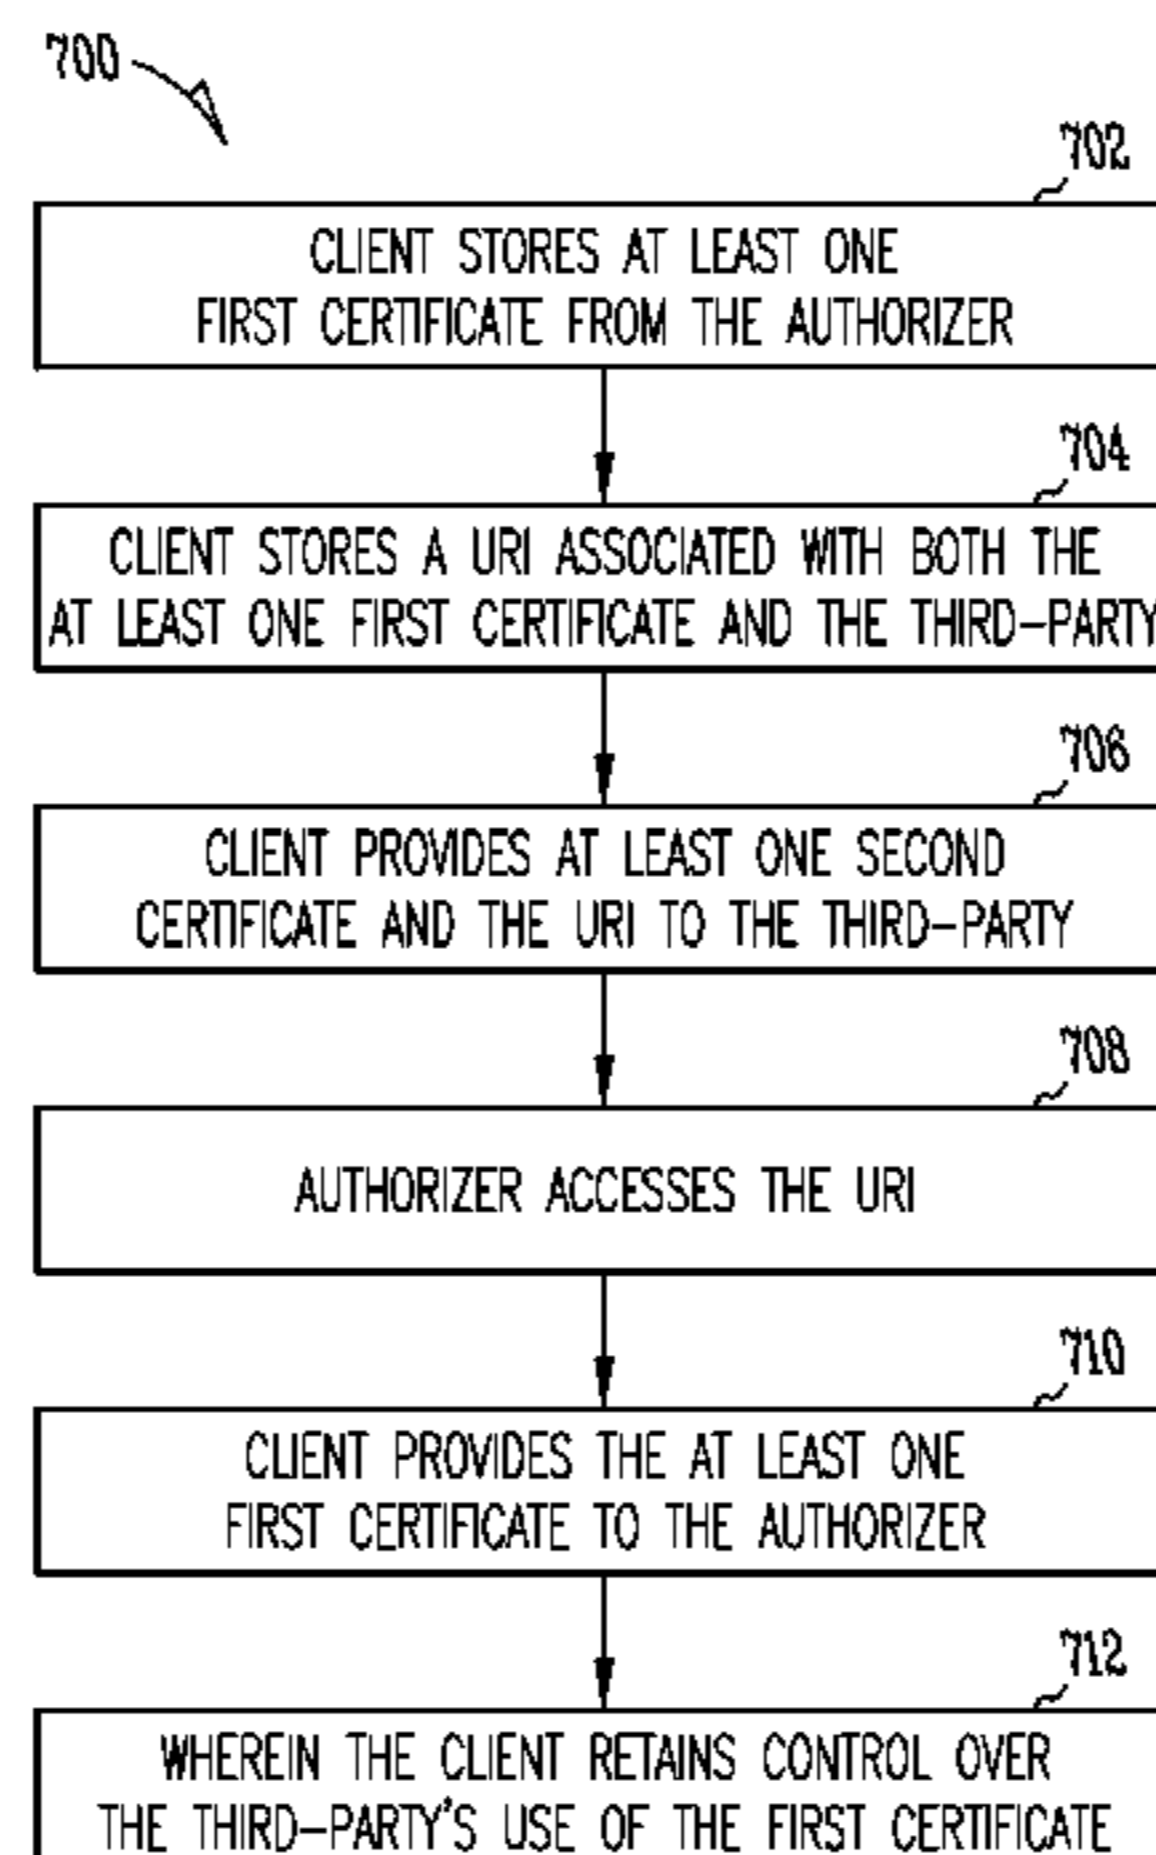 700
702
CLIENT STORES AT LEAST ONE
FIRST CERTIFICATE FROM THE AUTHORIZER
704
CLIENT STORES A URI ASSOCIATED WITH BOTH THE
AT LEAST ONE FIRST CERTIFICATE AND THE THIRD-PARTY
706
CLIENT PROVIDES AT LEAST ONE SECOND
CERTIFICATE AND THE URI TO THE THIRD-PARTY
708
AUTHORIZER ACCESSES THE URI
710
CLIENT PROVIDES THE AT LEAST ONE
FIRST CERTIFICATE TO THE AUTHORIZER
712
WHEREIN THE CLIENT RETAINS CONTROL OVER
THE THIRD-PARTY'S USE OF THE FIRST CERTIFICATE